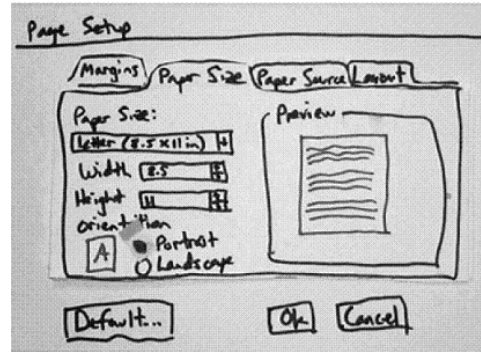 Page Setup
Margins Paper Size Paper Source Layout
Paper Size:
Letter (8.5 x 11 in)
Width 8.5
Height 11
orientition
A
Portrait
Landscape
Preview
Default... Ok Cancel